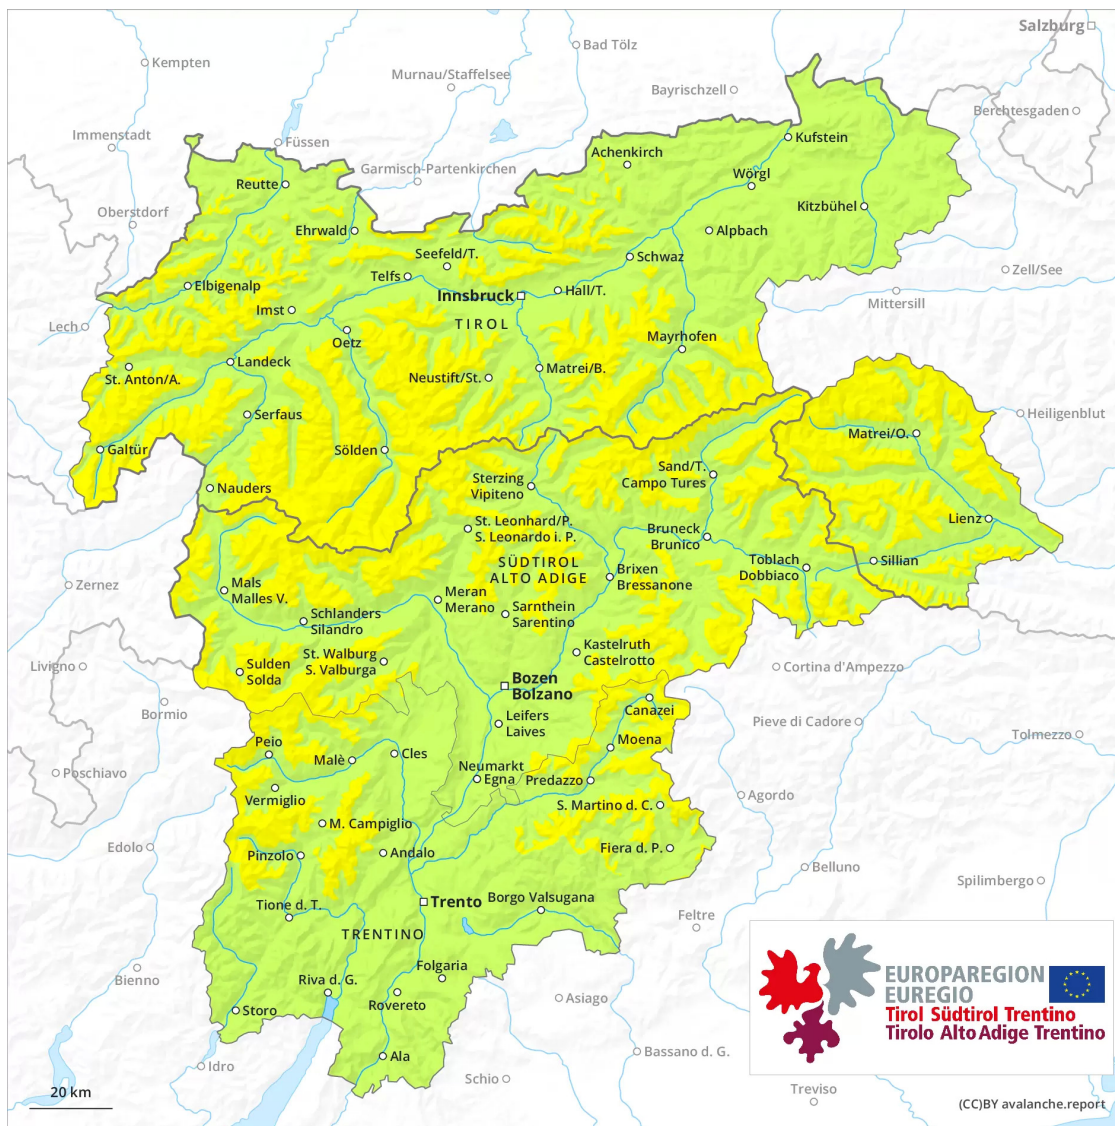 Salzburg
Bad Tölz
Kempten
Murnau/Staffelsee
Bayrischzell
Berchtesgaden
Immenstadt
Füssen
Kufstein
Achenkirch
Garmisch-Partenkirchen
Wörgl
Reutte
Oberstdorf
Kitzbühel
Ehrwald
Alpbach
Seefeld/T.
Schwaz
Zell/See
Telfs
Elbigenalp
Innsbruck
Hall/T.
Mittersill
Imst
TIROL
Lech
Oetz
Mayrhofen
Landeck
Matrei/B.
St. Anton/A.
Neustift/St.
Serfaus
Heiligenblut
Matrei/O.
Galtür
Sölden
Sand/T.
Campo Tures
Sterzing
Vipiteno
Nauders
Lienz
St. Leonhard/P.
S. Leonardo i. P.
Bruneck
Brunico
SÜDTIROL
ALTO ADIGE
Toblach
Dobbiaco
Sillian
Brixen
Bressanone
Zernez
Mals
Malles V.
Meran
Merano
Schlanders
Silandro
Sarnthein
Sarentino
Kastelruth
Castelrotto
St. Walburg
S. Valburga
Livigno
Sulden
Solda
Cortina d'Ampezzo
Bozen
Bolzano
Bormio
Canazei
Leifers
Laives
Pieve di Cadore
Tolmezzo
Moena
Peio
Cles
Malè
Neumarkt
Egna
Predazzo
Poschiavo
Vermiglio
Agordo
S. Martino d. C.
M. Campiglio
Edolo
Pinzolo
Andalo
Fiera d. P.
Belluno
Spilimbergo
Borgo Valsugana
Trento
Tione d. T.
Feltre
TRENTINO
Folgaria
Bienno
Riva d. G.
Rovereto
Asiago
Storo
EUROPAREGION
EUREGIO
Tirol Südtirol Trentino
Tirolo Alto Adige Trentino
Bassano d. G.
Ala
Idro
Schio
Treviso
20 km
(CC)BY avalanche.report